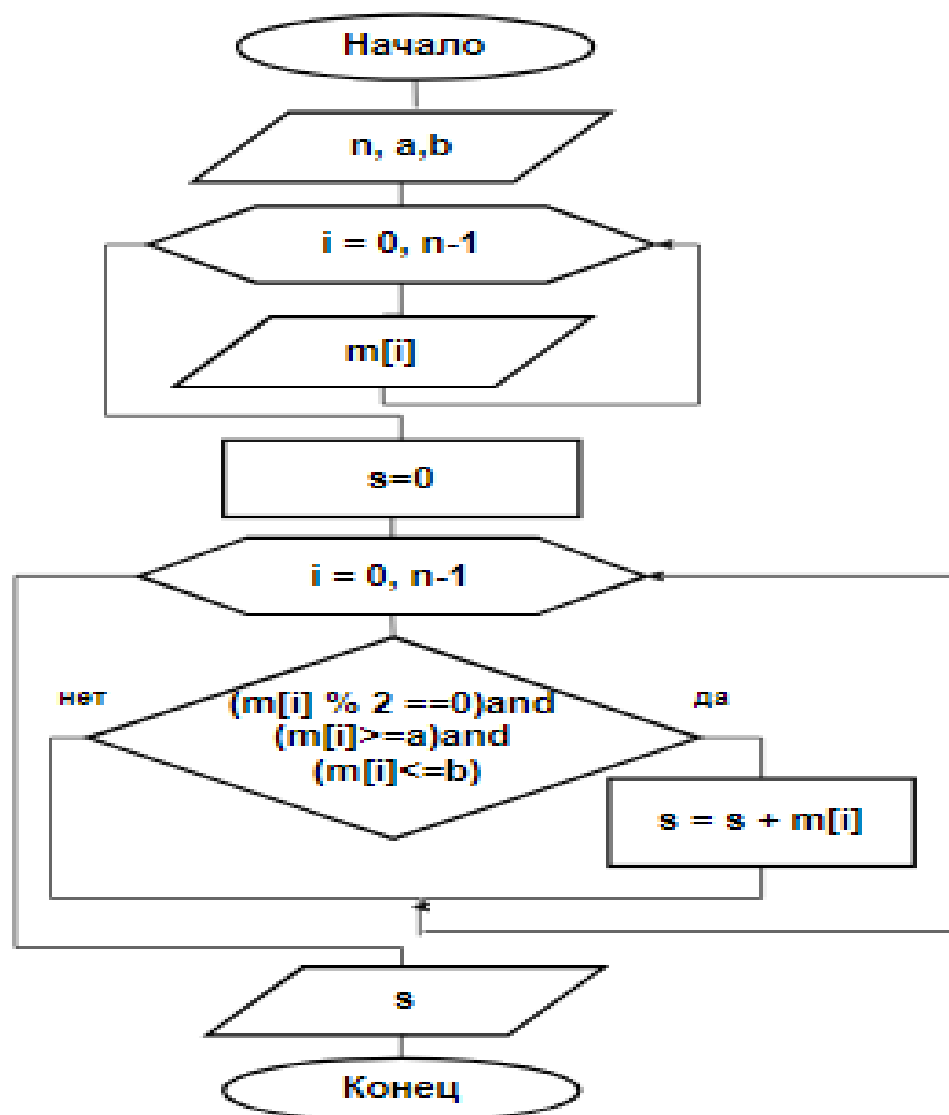 Начало
n, a,b
i = 0, n-1
m[i]
s=0
i = 0, n-1
нет
(m[i] % 2 ==0)and
(m[i]>=a)and
(m[i]<=b)
да
s = s + m[i]
s
Конец